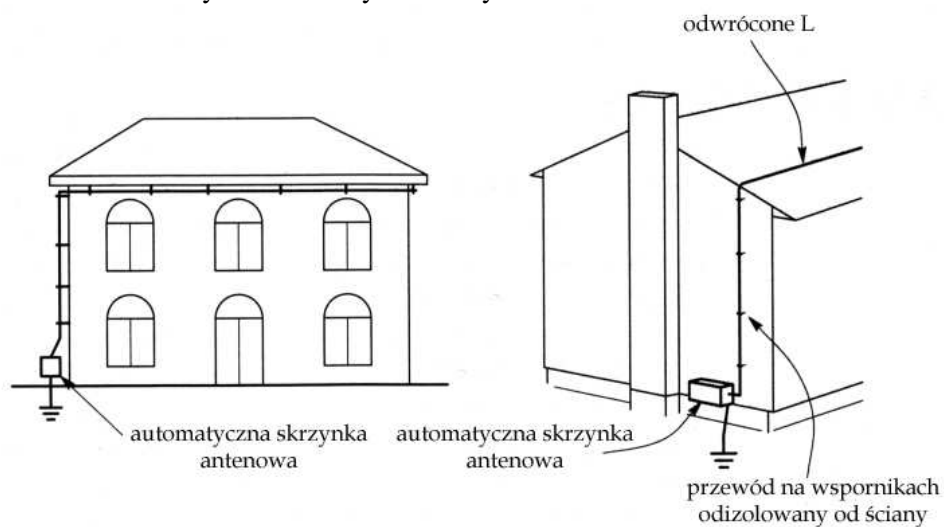 odwrócone L
automatyczna skrzynka
antenowa
automatyczna skrzynka
antenowa
przewód na wspornikach
odizolowany od ściany